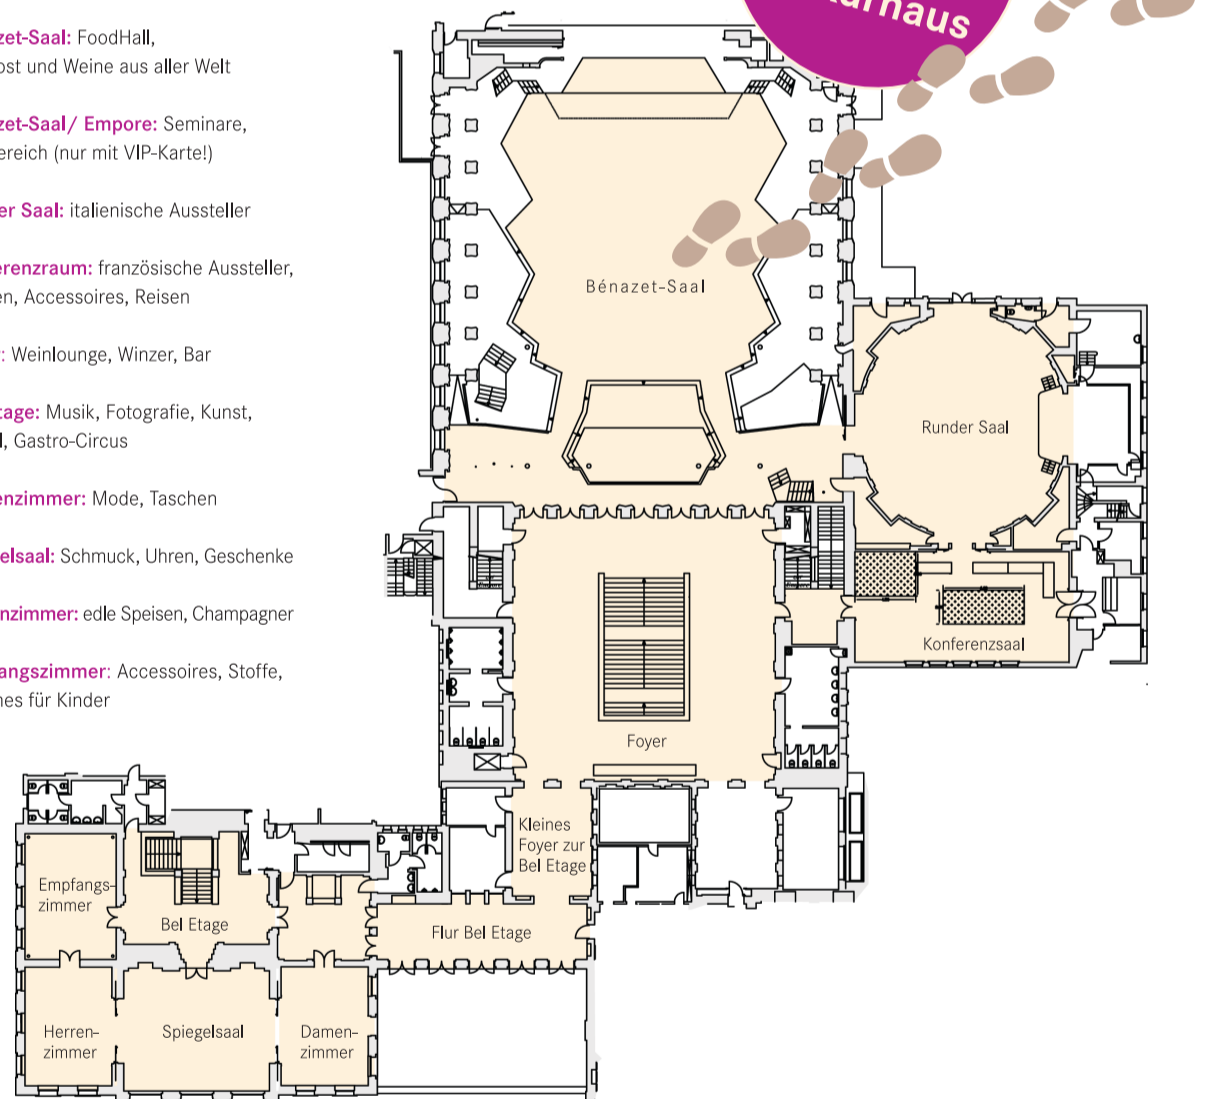 zet-Saal: FoodHall,
ost und Weine aus aller Welt
zet-Saal/ Empore: Seminare,
ereich (nur mit VIP-Karte!)
er Saal: italienische Aussteller
erenzraum: französische Aussteller,
en, Accessoires, Reisen
: Weinlounge, Winzer, Bar
tage: Musik, Fotografie, Kunst,
l, Gastro-Circus
enzimmer: Mode, Taschen
elsaal: Schmuck, Uhren, Geschenke
nzimmer: edle Speisen, Champagner
angszimmer: Accessoires, Stoffe,
nes für Kinder
urhaus
Bénazet-Saal
Runder Saal
Konferenzsaal
Foyer
Kleines
Foyer zur
Bel Etage
Empfangs-
zimmer
Bel Etage
Flur Bel Etage
Herren-
zimmer
Spiegelsaal
Damen-
zimmer